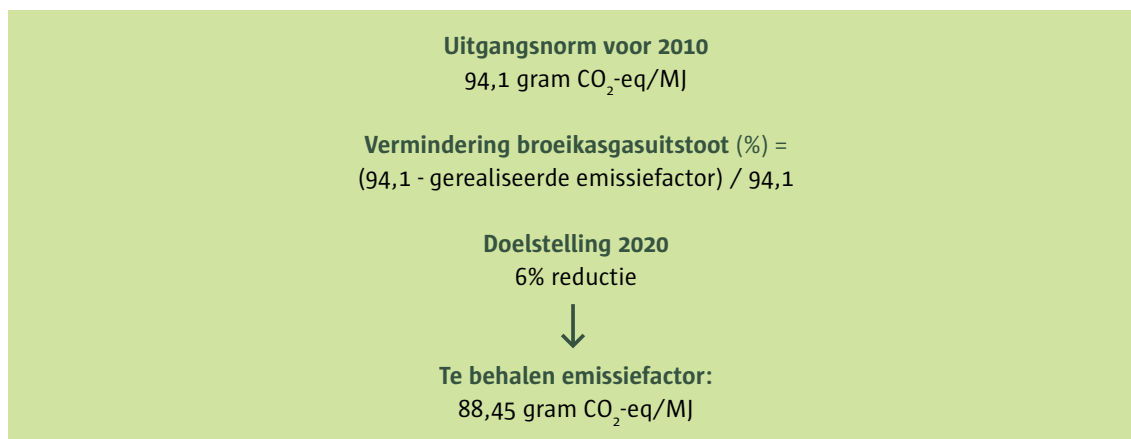 Uitgangsnorm voor 2010
94,1 gram CO₂-eq/MJ
Vermindering broeikasgasuitstoot (%) =
(94,1 - gerealiseerde emissiefactor) / 94,1
Doelstelling 2020
6% reductie
↓
Te behalen emissiefactor:
88,45 gram CO₂-eq/MJ